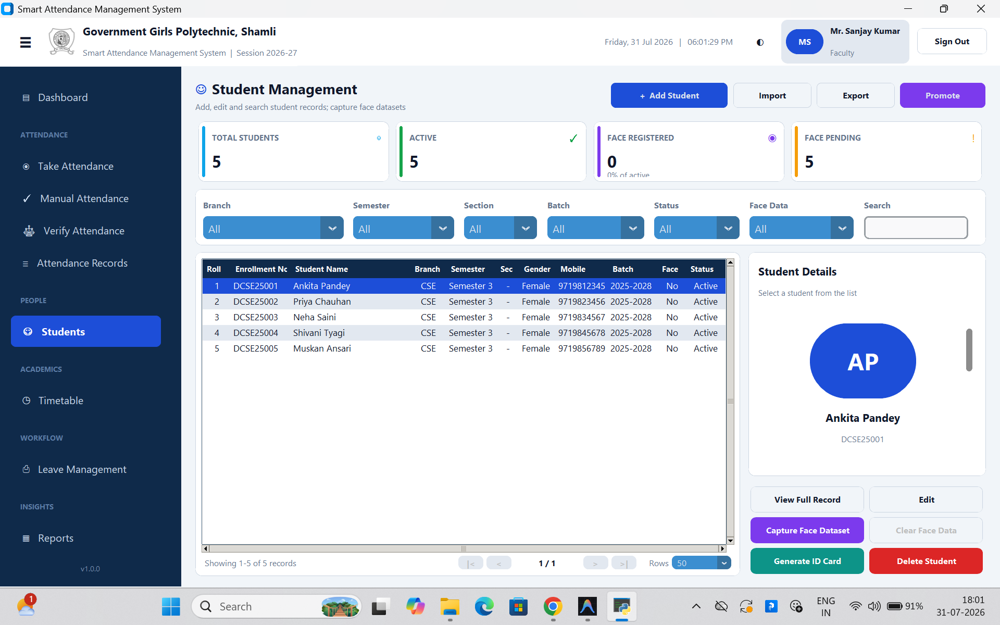 Smart Attendance Management System
Government Girls Polytechnic, Shamli
Smart Attendance Management System | Session 2026-27
Friday, 31 Jul 2026 | 06:01:29 PM
MS
Mr. Sanjay Kumar
Faculty
Sign Out
Dashboard
ATTENDANCE
Take Attendance
Manual Attendance
Verify Attendance
Attendance Records
PEOPLE
Students
ACADEMICS
Timetable
WORKFLOW
Leave Management
INSIGHTS
Reports
v1.0.0
Student Management
Add, edit and search student records; capture face datasets
+ Add Student
Import
Export
Promote
TOTAL STUDENTS
5
ACTIVE
5
FACE REGISTERED
0
0% of active
FACE PENDING
5
Branch Semester Section Batch Status Face Data Search
All All All All All All
Roll Enrollment No Student Name Branch Semester Sec Gender Mobile Batch Face Status
1 DCSE25001 Ankita Pandey CSE Semester 3 - Female 9719812345 2025-2028 No Active
2 DCSE25002 Priya Chauhan CSE Semester 3 - Female 9719823456 2025-2028 No Active
3 DCSE25003 Neha Saini CSE Semester 3 - Female 9719834567 2025-2028 No Active
4 DCSE25004 Shivani Tyagi CSE Semester 3 - Female 9719845678 2025-2028 No Active
5 DCSE25005 Muskan Ansari CSE Semester 3 - Female 9719856789 2025-2028 No Active
Showing 1-5 of 5 records
|< < 1 / 1 > >| Rows 50
Student Details
Select a student from the list
AP
Ankita Pandey
DCSE25001
View Full Record
Edit
Capture Face Dataset
Clear Face Data
Generate ID Card
Delete Student
1
Search
ENG
IN
91%
18:01
31-07-2026